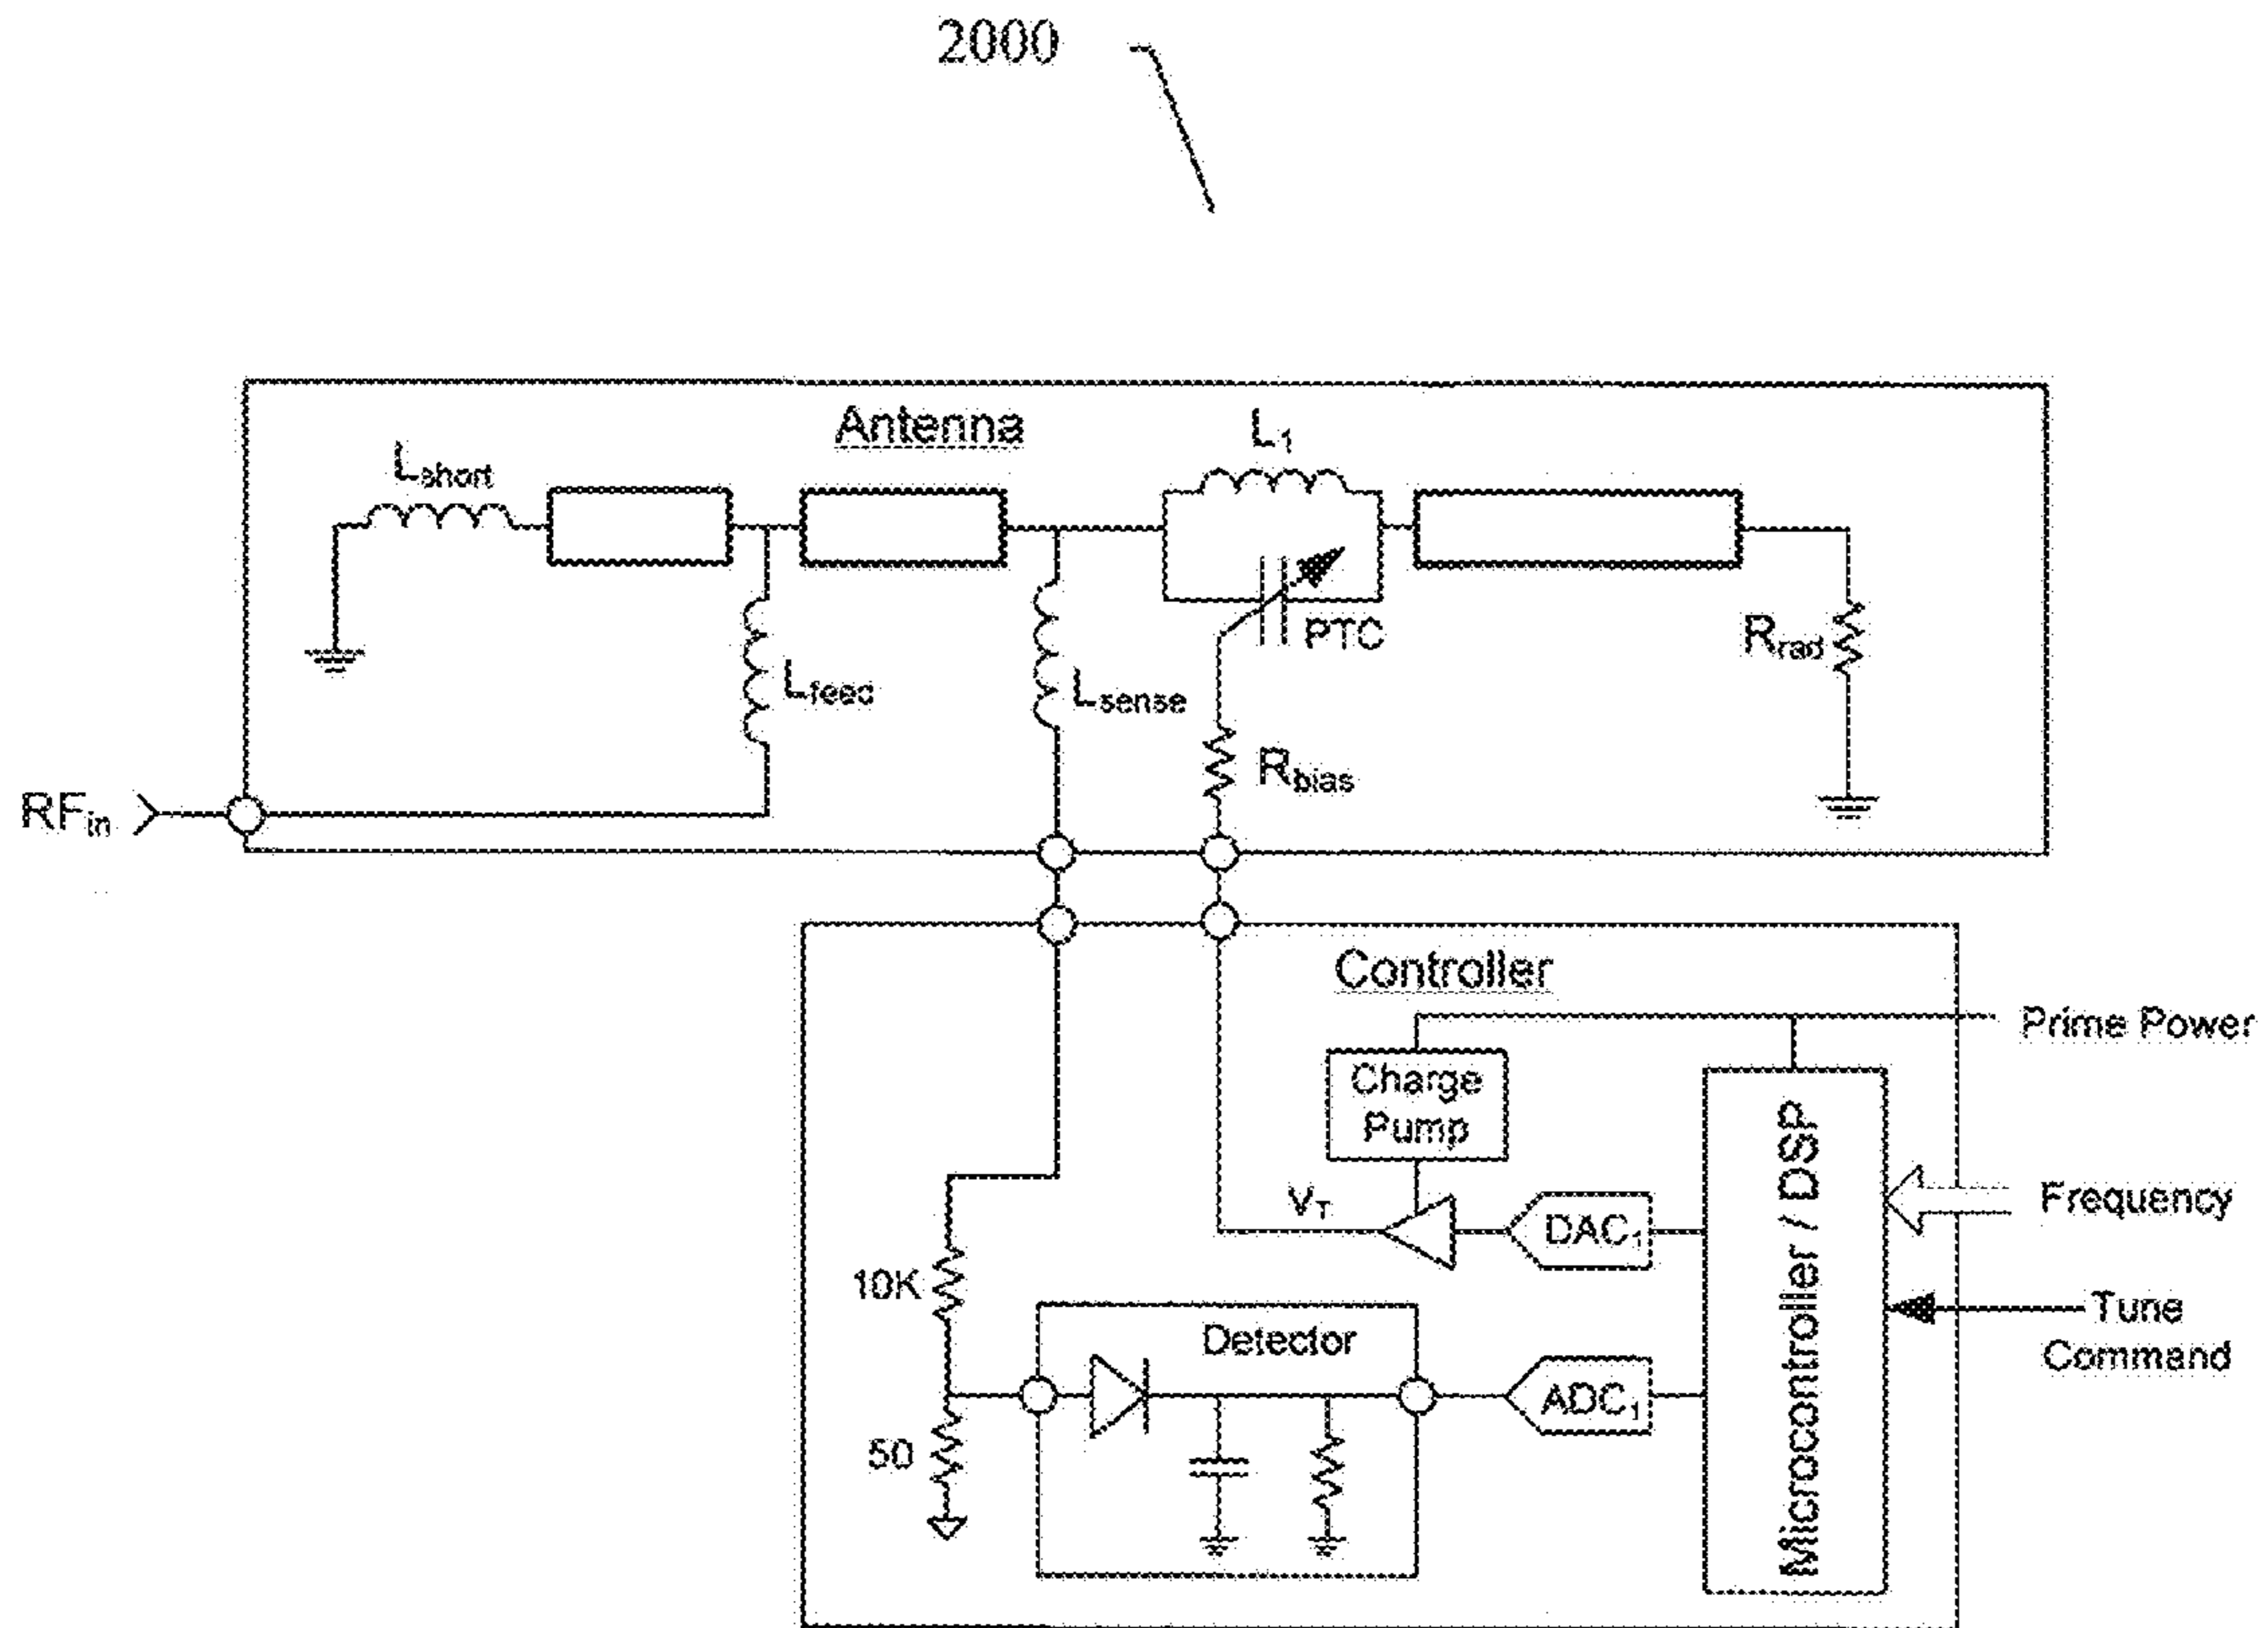 2000
Antenna
L1
Lshort
PTC
Rrad
Lfeed
Lsense
Rbias
RFin
Controller
Prime Power
Charge
Pump
Microcontroller / DSP
VT
DAC1
Frequency
10K
Detector
Tune
Command
ADC1
50